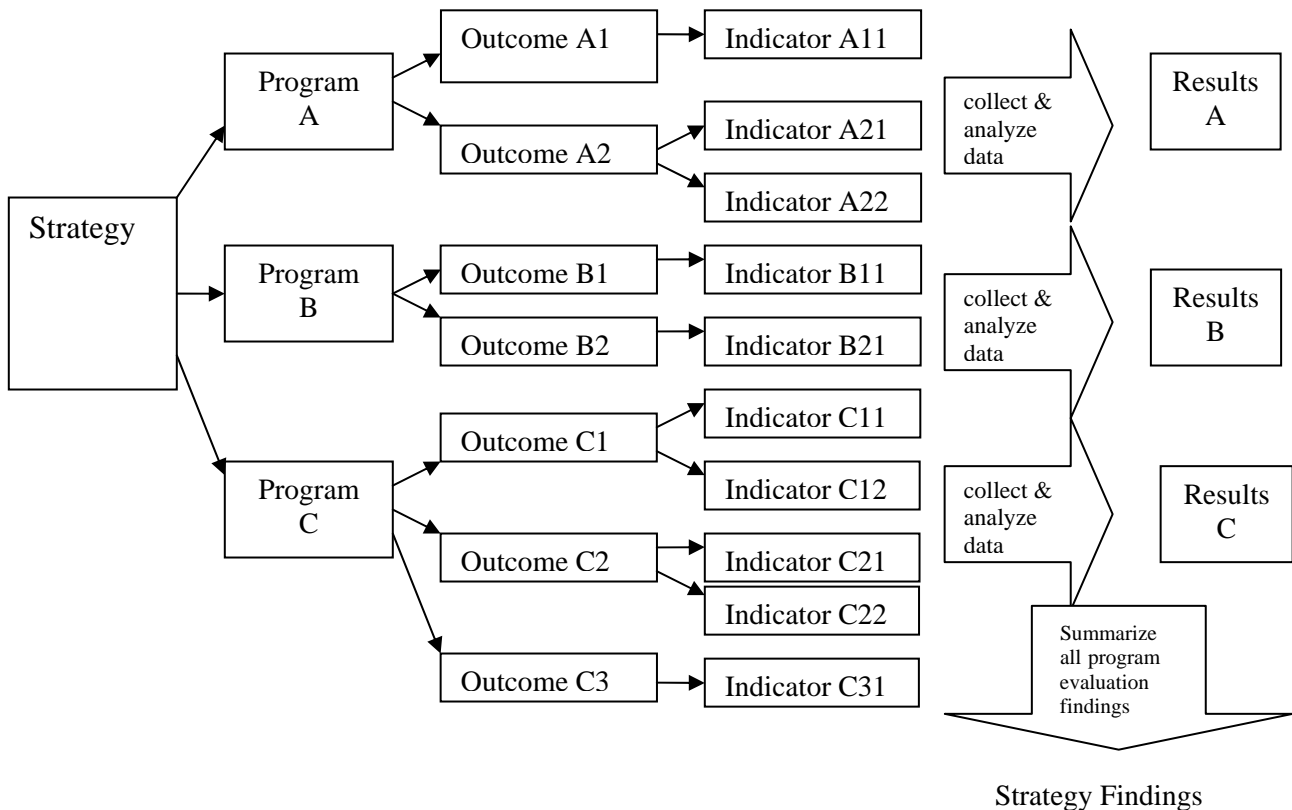 Strategy
Program
A
Program
B
Program
C
Outcome A1
Outcome A2
Outcome B1
Outcome B2
Outcome C1
Outcome C2
Outcome C3
Indicator A11
Indicator A21
Indicator A22
Indicator B11
Indicator B21
Indicator C11
Indicator C12
Indicator C21
Indicator C22
Indicator C31
collect &
analyze
data
collect &
analyze
data
collect &
analyze
data
Results
A
Results
B
Results
C
Summarize
all program
evaluation
findings
Strategy Findings